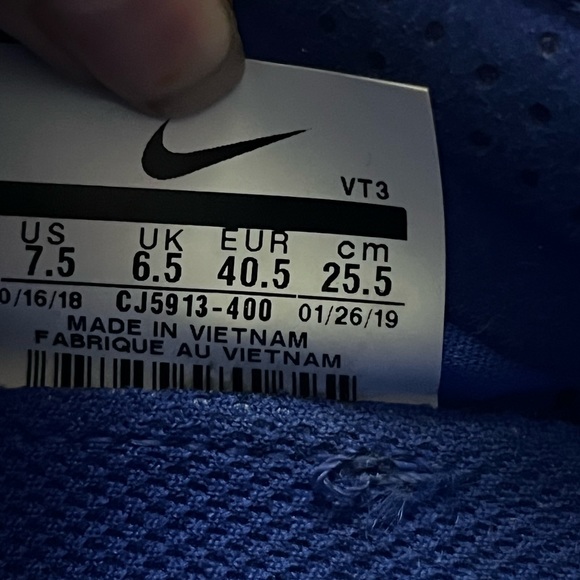 VT3
US UK EUR cm
7.5 6.5 40.5 25.5
0/16/18 CJ5913-400 01/26/19
MADE IN VIETNAM
FABRIQUE AU VIETNAM